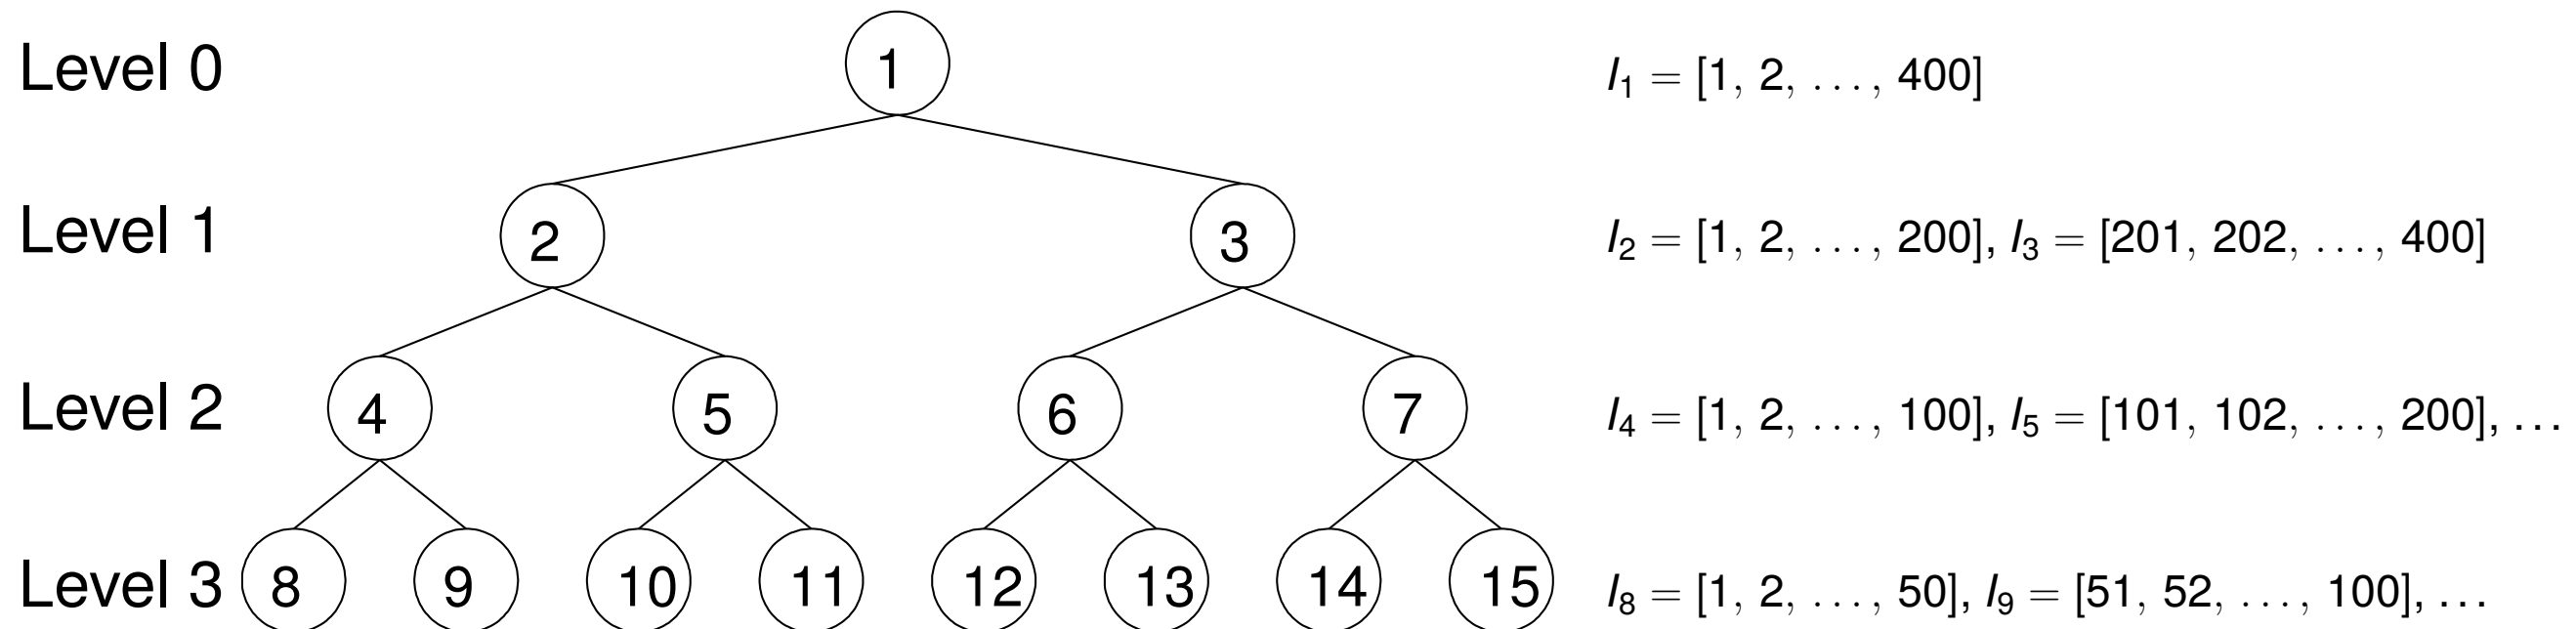 Level 0 1 I1 = [1, 2, ..., 400]
Level 1 2 3 I2 = [1, 2, ..., 200], I3 = [201, 202, ..., 400]
Level 2 4 5 6 7 I4 = [1, 2, ..., 100], I5 = [101, 102, ..., 200], ...
Level 3 8 9 10 11 12 13 14 15 I8 = [1, 2, ..., 50], I9 = [51, 52, ..., 100], ...